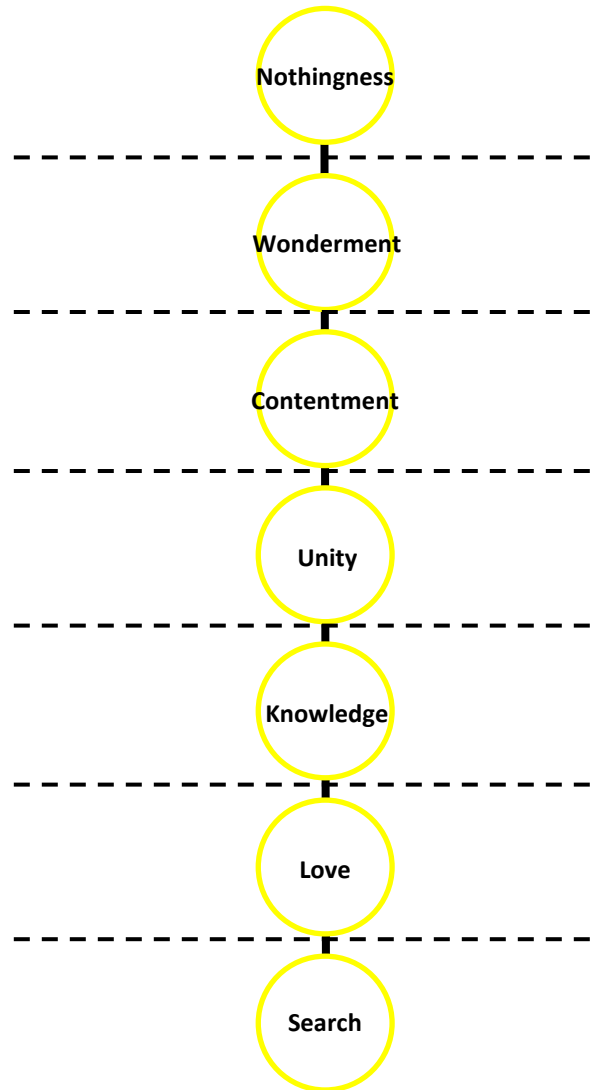 Nothingness
Wonderment
Contentment
Unity
Knowledge
Love
Search